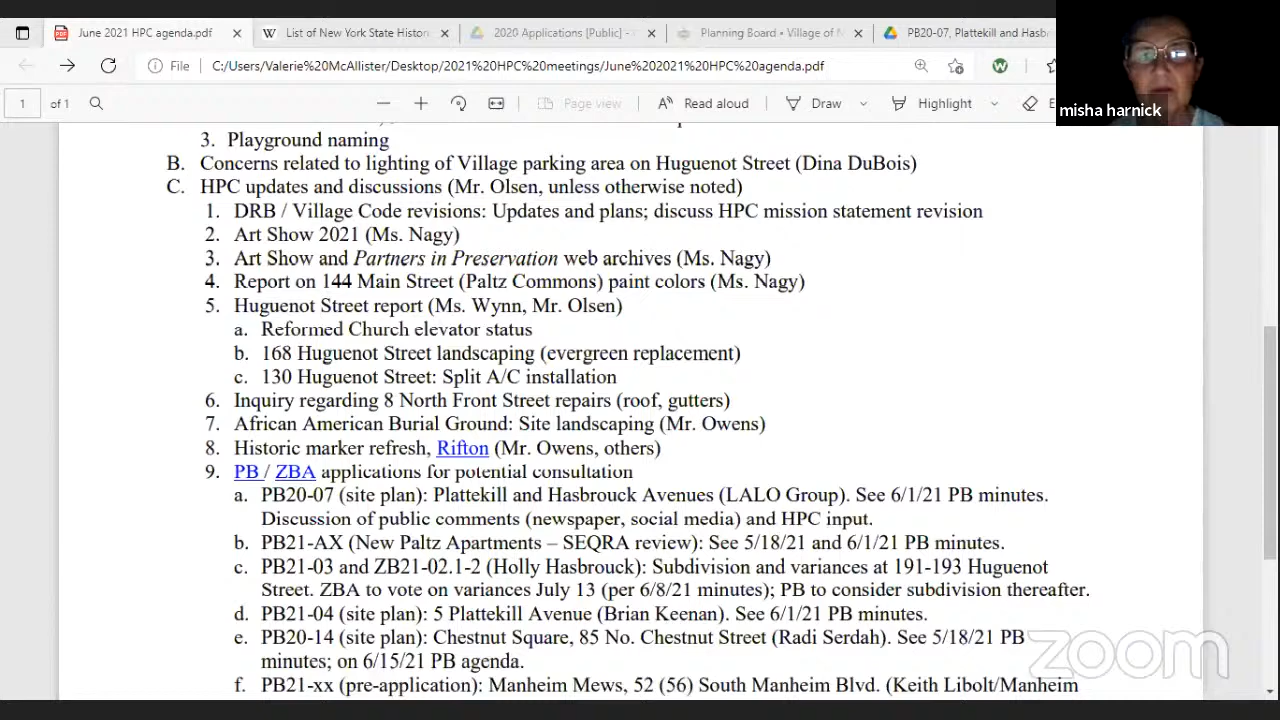 June 2021 HPC agenda.pdf
List of New York State Histori
2020 Applications [Public] -
Planning Board • Village of N
PB20-07, Plattekill and Hasb
File
C:/Users/Valerie%20McAllister/Desktop/2021%20HPC%20meetings/June%202021%20HPC%20agenda.pdf
misha harnick
1 of 1
Page view
Read aloud
Draw
Highlight
3. Playground naming
B. Concerns related to lighting of Village parking area on Huguenot Street (Dina DuBois)
C. HPC updates and discussions (Mr. Olsen, unless otherwise noted)
1. DRB / Village Code revisions: Updates and plans; discuss HPC mission statement revision
2. Art Show 2021 (Ms. Nagy)
3. Art Show and Partners in Preservation web archives (Ms. Nagy)
4. Report on 144 Main Street (Paltz Commons) paint colors (Ms. Nagy)
5. Huguenot Street report (Ms. Wynn, Mr. Olsen)
a. Reformed Church elevator status
b. 168 Huguenot Street landscaping (evergreen replacement)
c. 130 Huguenot Street: Split A/C installation
6. Inquiry regarding 8 North Front Street repairs (roof, gutters)
7. African American Burial Ground: Site landscaping (Mr. Owens)
8. Historic marker refresh, Rifton (Mr. Owens, others)
9. PB / ZBA applications for potential consultation
a. PB20-07 (site plan): Plattekill and Hasbrouck Avenues (LALO Group). See 6/1/21 PB minutes.
Discussion of public comments (newspaper, social media) and HPC input.
b. PB21-AX (New Paltz Apartments – SEQRA review): See 5/18/21 and 6/1/21 PB minutes.
c. PB21-03 and ZB21-02.1-2 (Holly Hasbrouck): Subdivision and variances at 191-193 Huguenot
Street. ZBA to vote on variances July 13 (per 6/8/21 minutes); PB to consider subdivision thereafter.
d. PB21-04 (site plan): 5 Plattekill Avenue (Brian Keenan). See 6/1/21 PB minutes.
e. PB20-14 (site plan): Chestnut Square, 85 No. Chestnut Street (Radi Serdah). See 5/18/21 PB
minutes; on 6/15/21 PB agenda.
zoom
f. PB21-xx (pre-application): Manheim Mews, 52 (56) South Manheim Blvd. (Keith Libolt/Manheim